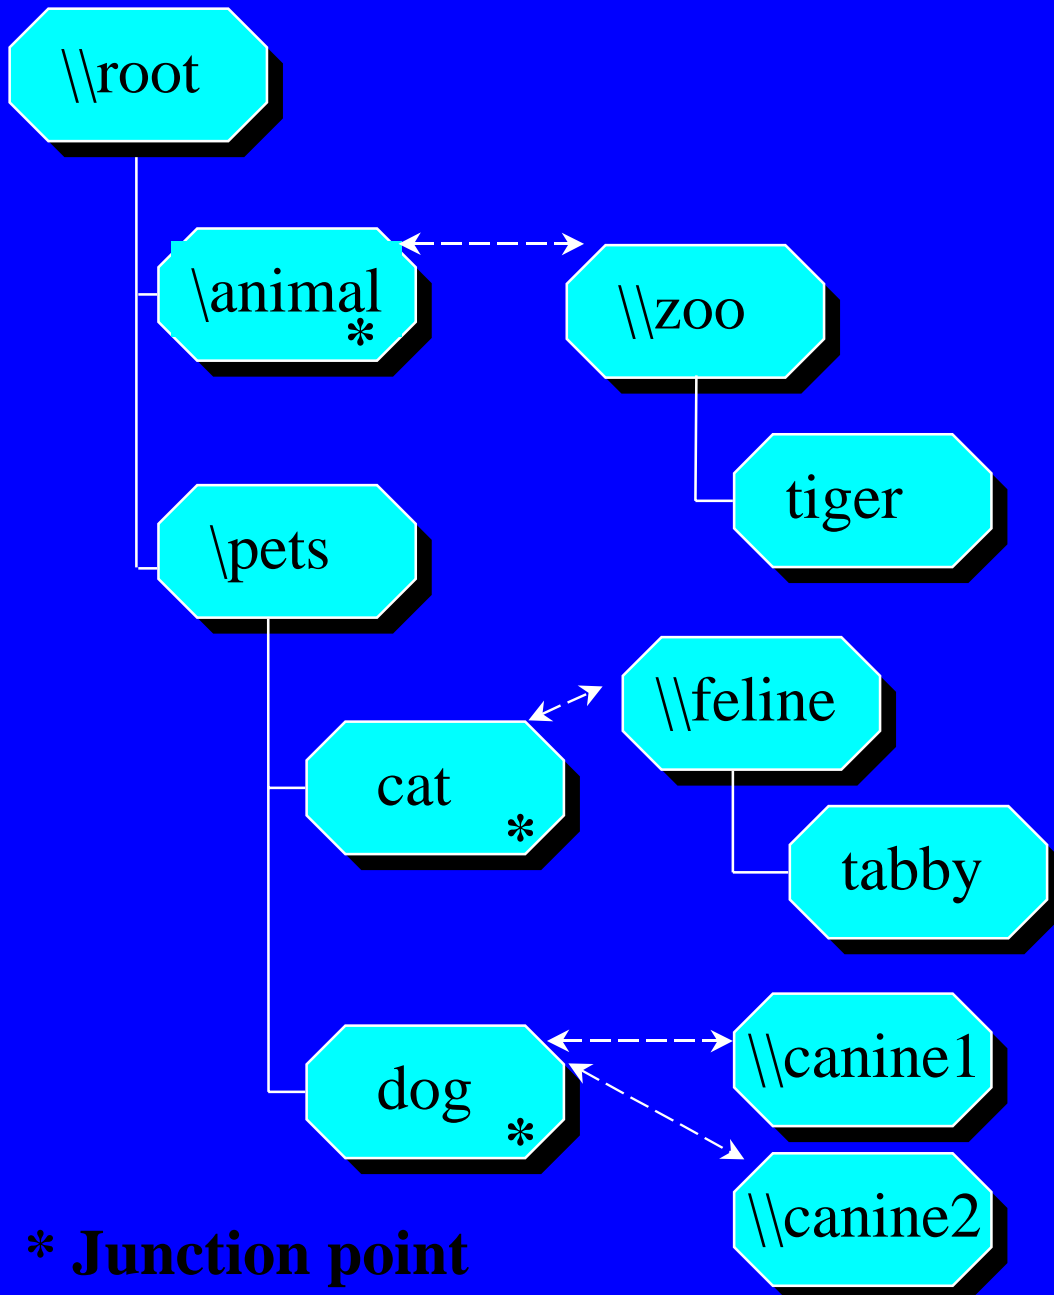 \\root
\animal
*
\\zoo
tiger
\pets
\\feline
cat
*
tabby
\\canine1
dog
*
\\canine2
* Junction point